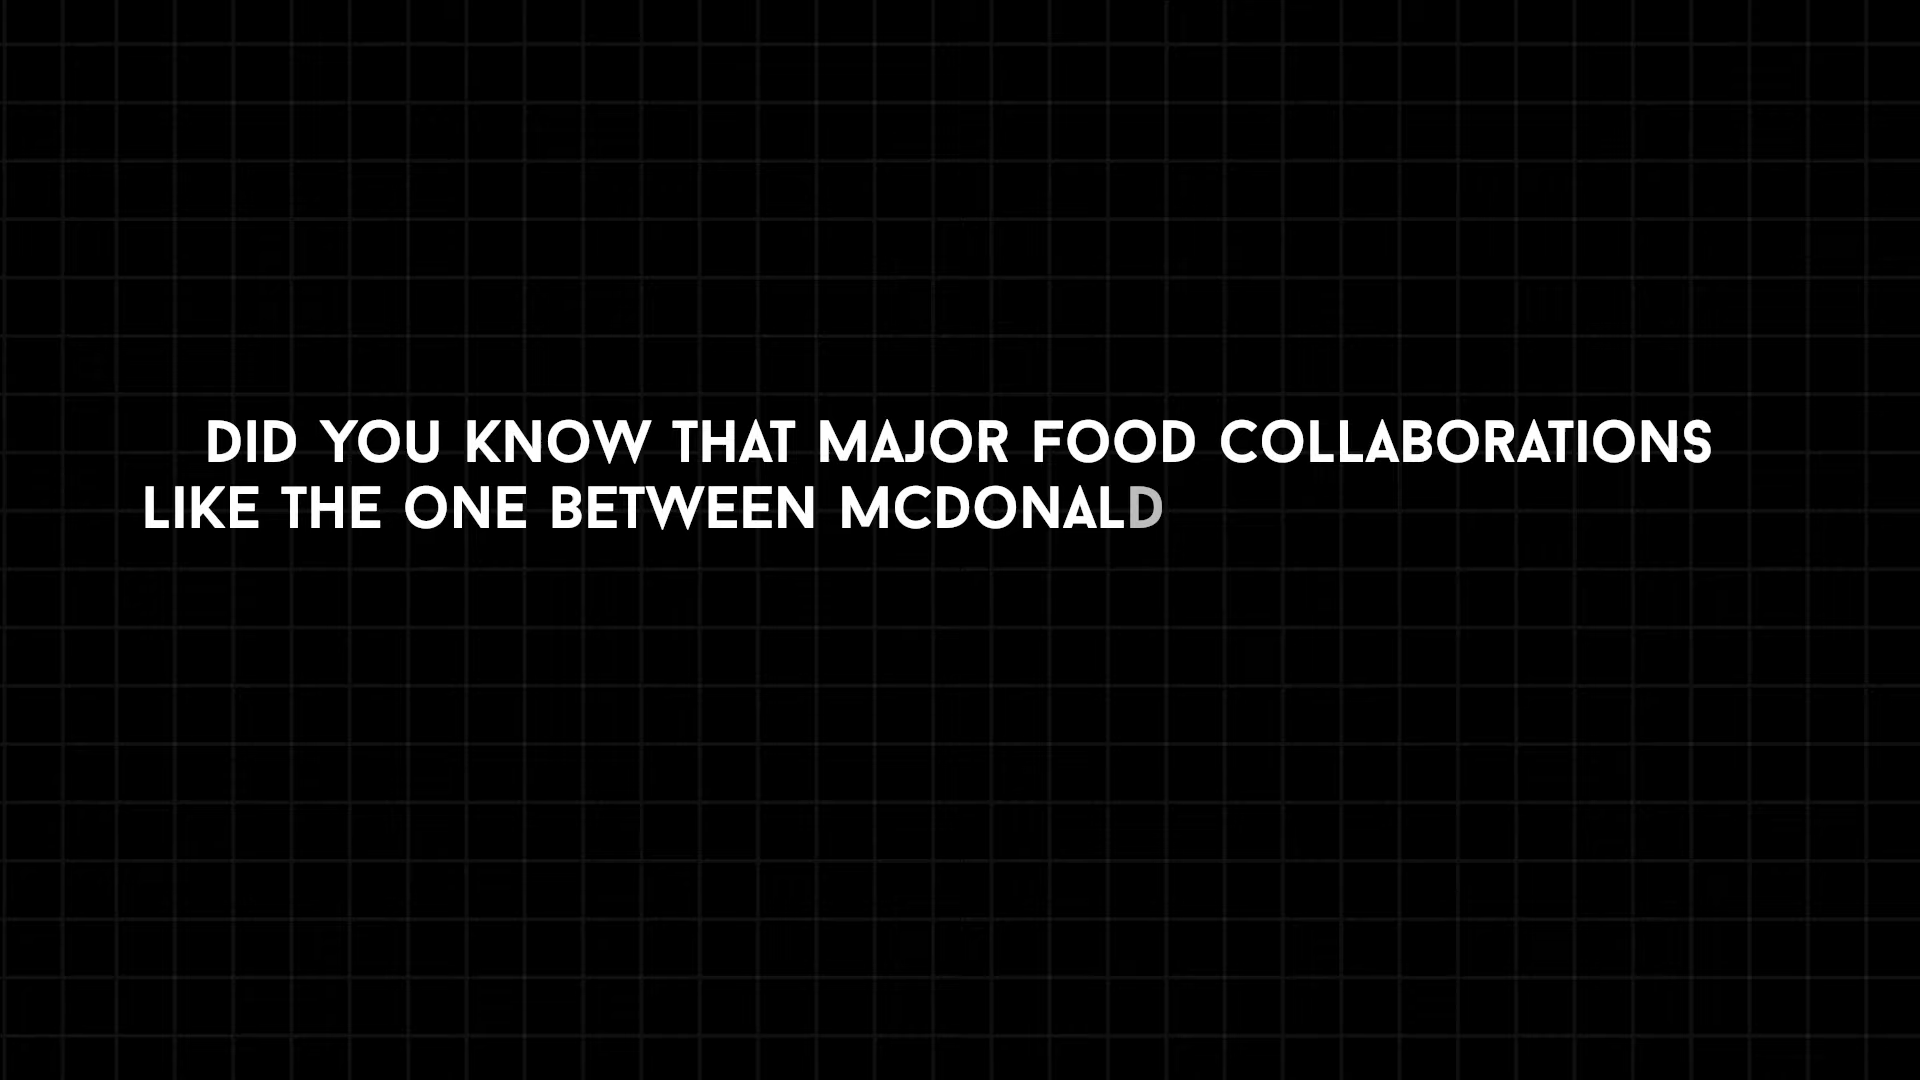 DID YOU KNOW THAT MAJOR FOOD COLLABORATIONS
LIKE THE ONE BETWEEN MCDONALD